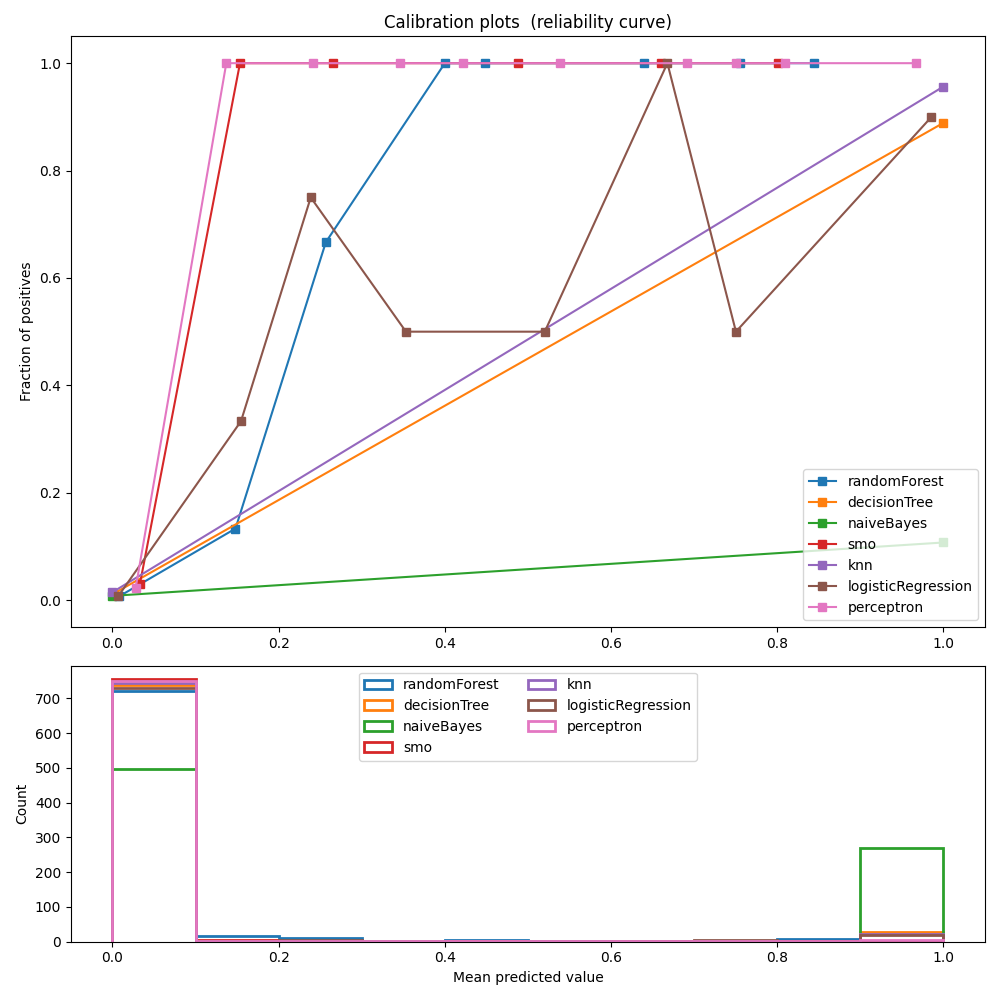 Calibration plots  (reliability curve)
1.0
0.8
0.6
0.4
0.2
0.0
Fraction of positives
randomForest
decisionTree
naiveBayes
smo
knn
logisticRegression
perceptron
0.0 0.2 0.4 0.6 0.8 1.0
700
600
500
400
300
200
100
0
Count
randomForest knn
decisionTree logisticRegression
naiveBayes perceptron
smo
0.0 0.2 0.4 0.6 0.8 1.0
Mean predicted value